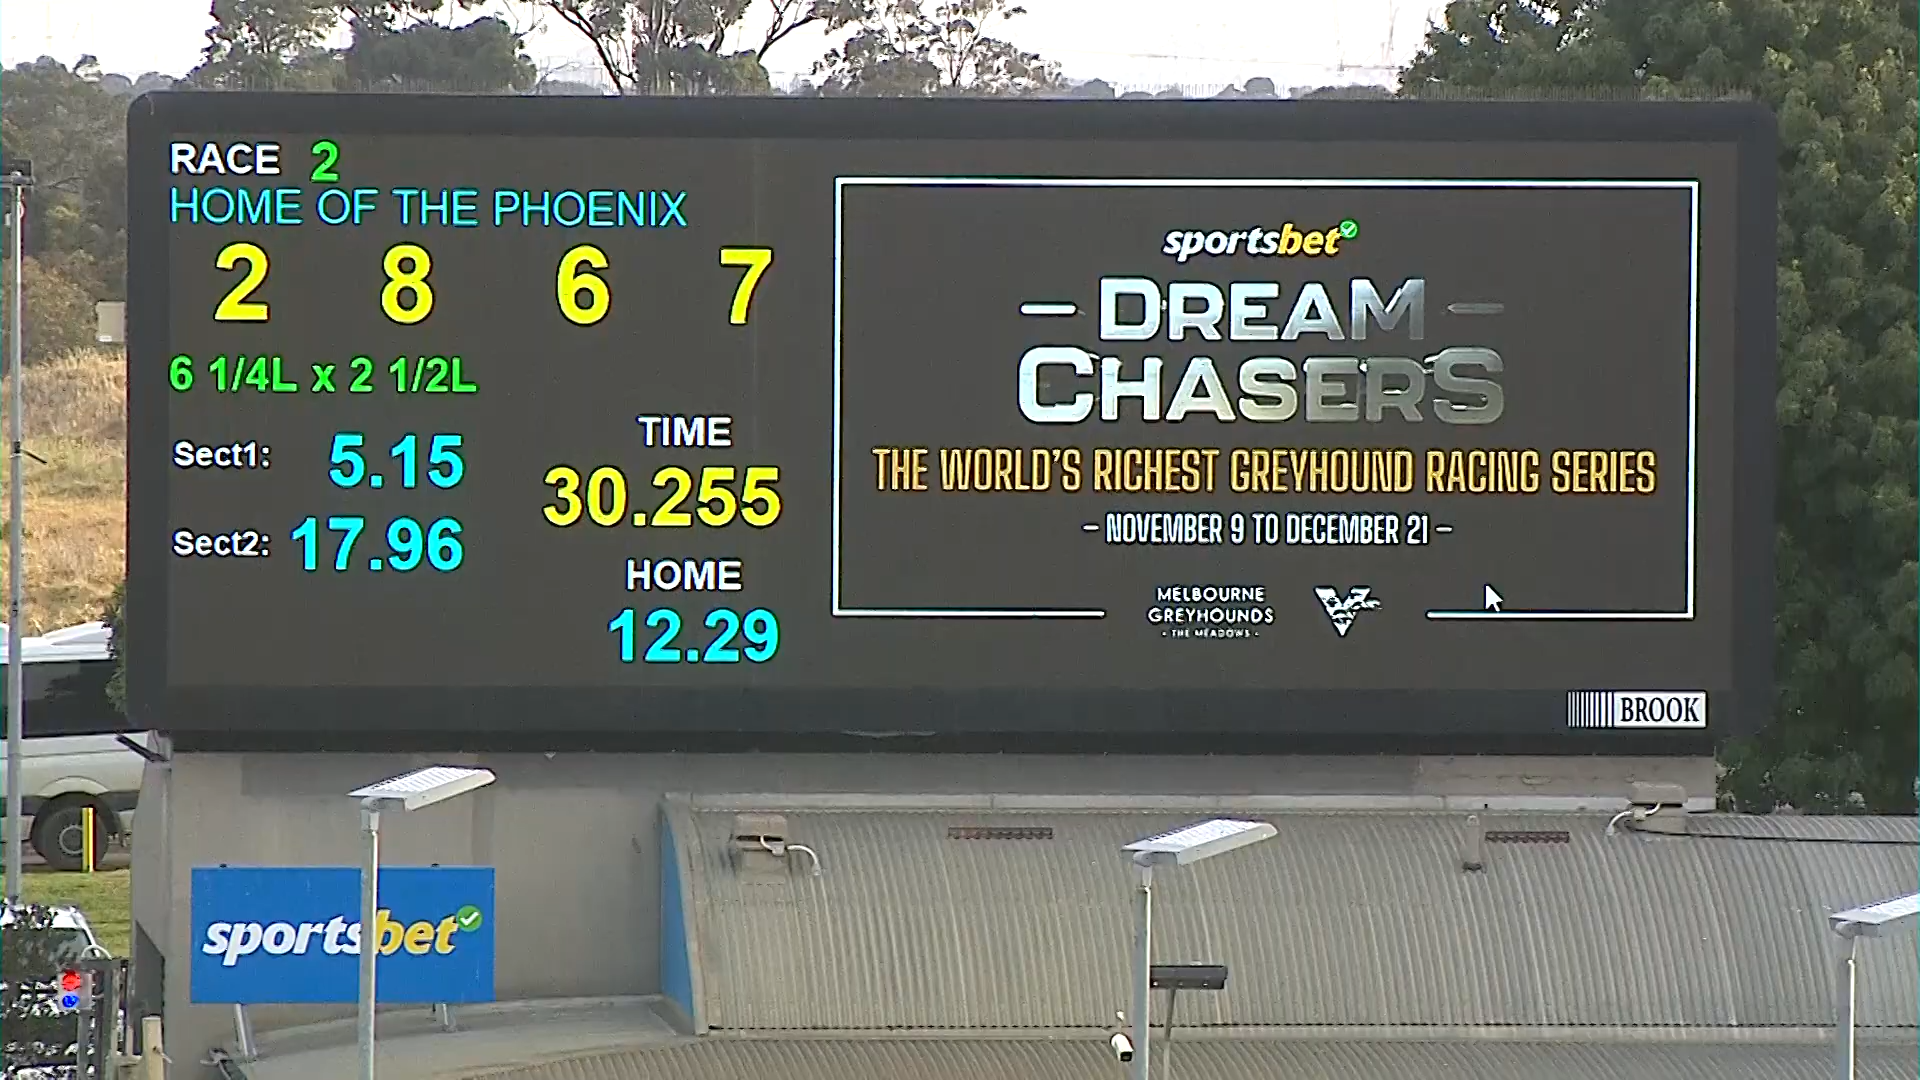 RACE 2
HOME OF THE PHOENIX
2 8 6 7
6 1/4L x 2 1/2L
Sect1: 5.15
Sect2: 17.96
TIME
30.255
HOME
12.29
sportsbet
– DREAM –
CHASERS
THE WORLD'S RICHEST GREYHOUND RACING SERIES
– NOVEMBER 9 TO DECEMBER 21 –
MELBOURNE
GREYHOUNDS
- THE MEADOWS -
BROOK
sportsbet